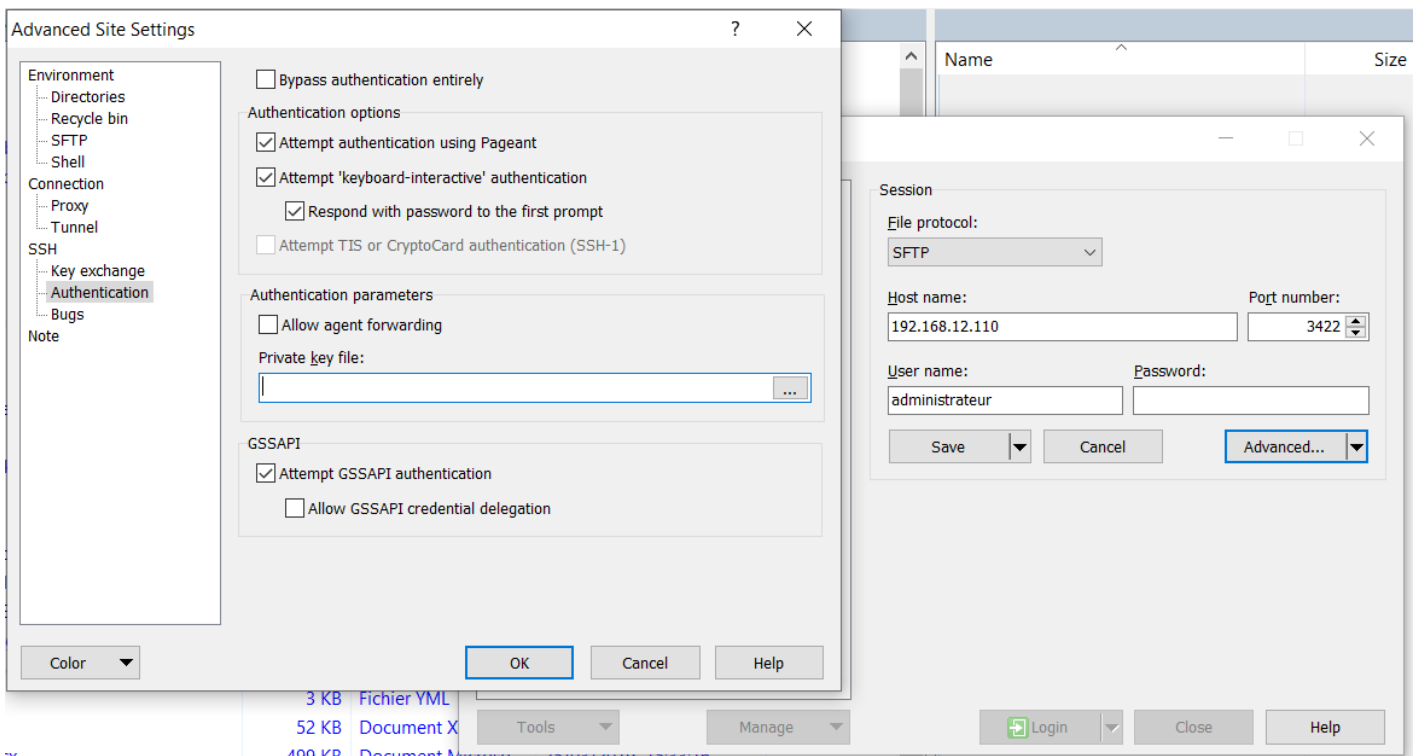 Advanced Site Settings
?
Environment
Directories
Recycle bin
SFTP
Shell
Connection
Proxy
Tunnel
SSH
Key exchange
Authentication
Bugs
Note
Bypass authentication entirely
Authentication options
Attempt authentication using Pageant
Attempt 'keyboard-interactive' authentication
Respond with password to the first prompt
Attempt TIS or CryptoCard authentication (SSH-1)
Authentication parameters
Allow agent forwarding
Private key file:
...
GSSAPI
Attempt GSSAPI authentication
Allow GSSAPI credential delegation
Color
OK
Cancel
Help
Name
Size
Session
File protocol:
SFTP
Host name:
Port number:
192.168.12.110
3422
User name:
Password:
administrateur
Save
Cancel
Advanced...
3 KB Fichier YML
52 KB Document X
499 KB
Tools
Manage
Login
Close
Help